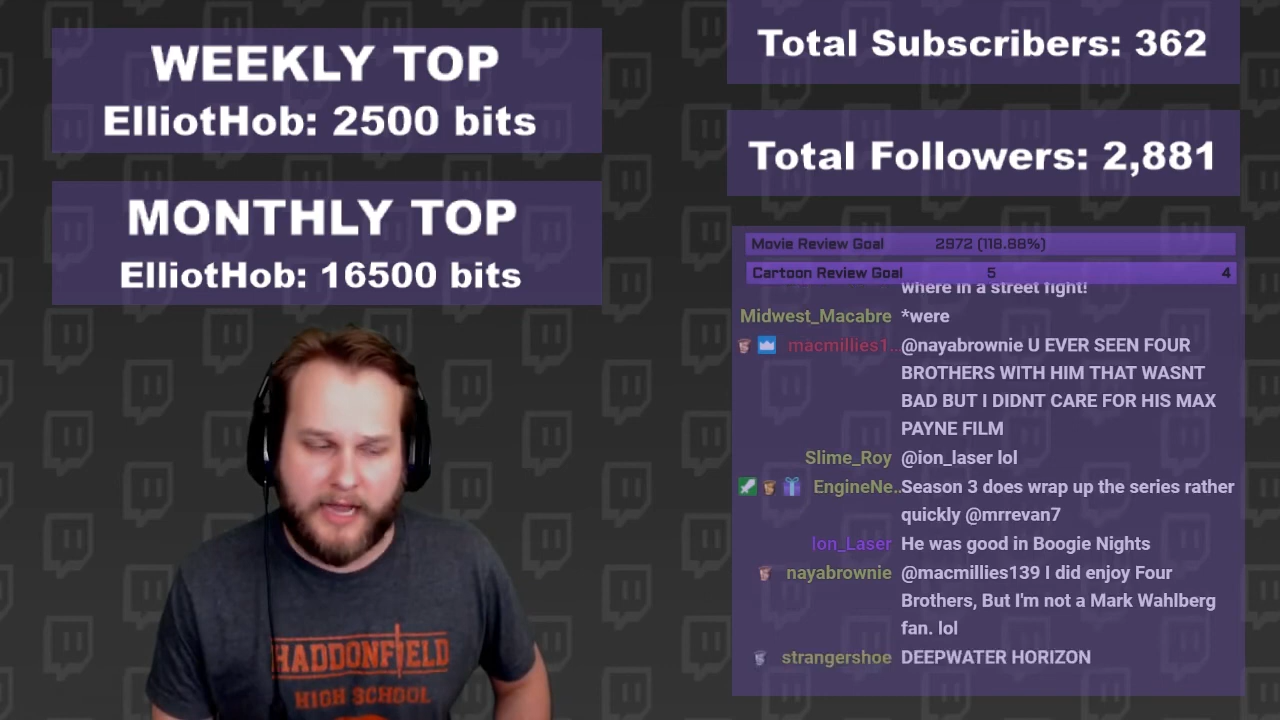 WEEKLY TOP
ElliotHob: 2500 bits
MONTHLY TOP
ElliotHob: 16500 bits
Total Subscribers: 362
Total Followers: 2,881
Movie Review Goal 2972 (118.88%)
Cartoon Review Goal 5 4
where in a street fight!
Midwest_Macabre *were
macmillies1... @nayabrownie U EVER SEEN FOUR
BROTHERS WITH HIM THAT WASNT
BAD BUT I DIDNT CARE FOR HIS MAX
PAYNE FILM
Slime_Roy @ion_laser lol
EngineNe... Season 3 does wrap up the series rather
quickly @mrrevan7
Ion_Laser He was good in Boogie Nights
nayabrownie @macmillies139 I did enjoy Four
Brothers, But I'm not a Mark Wahlberg
fan. lol
strangershoe DEEPWATER HORIZON
HADDONFIELD
HIGH SCHOOL